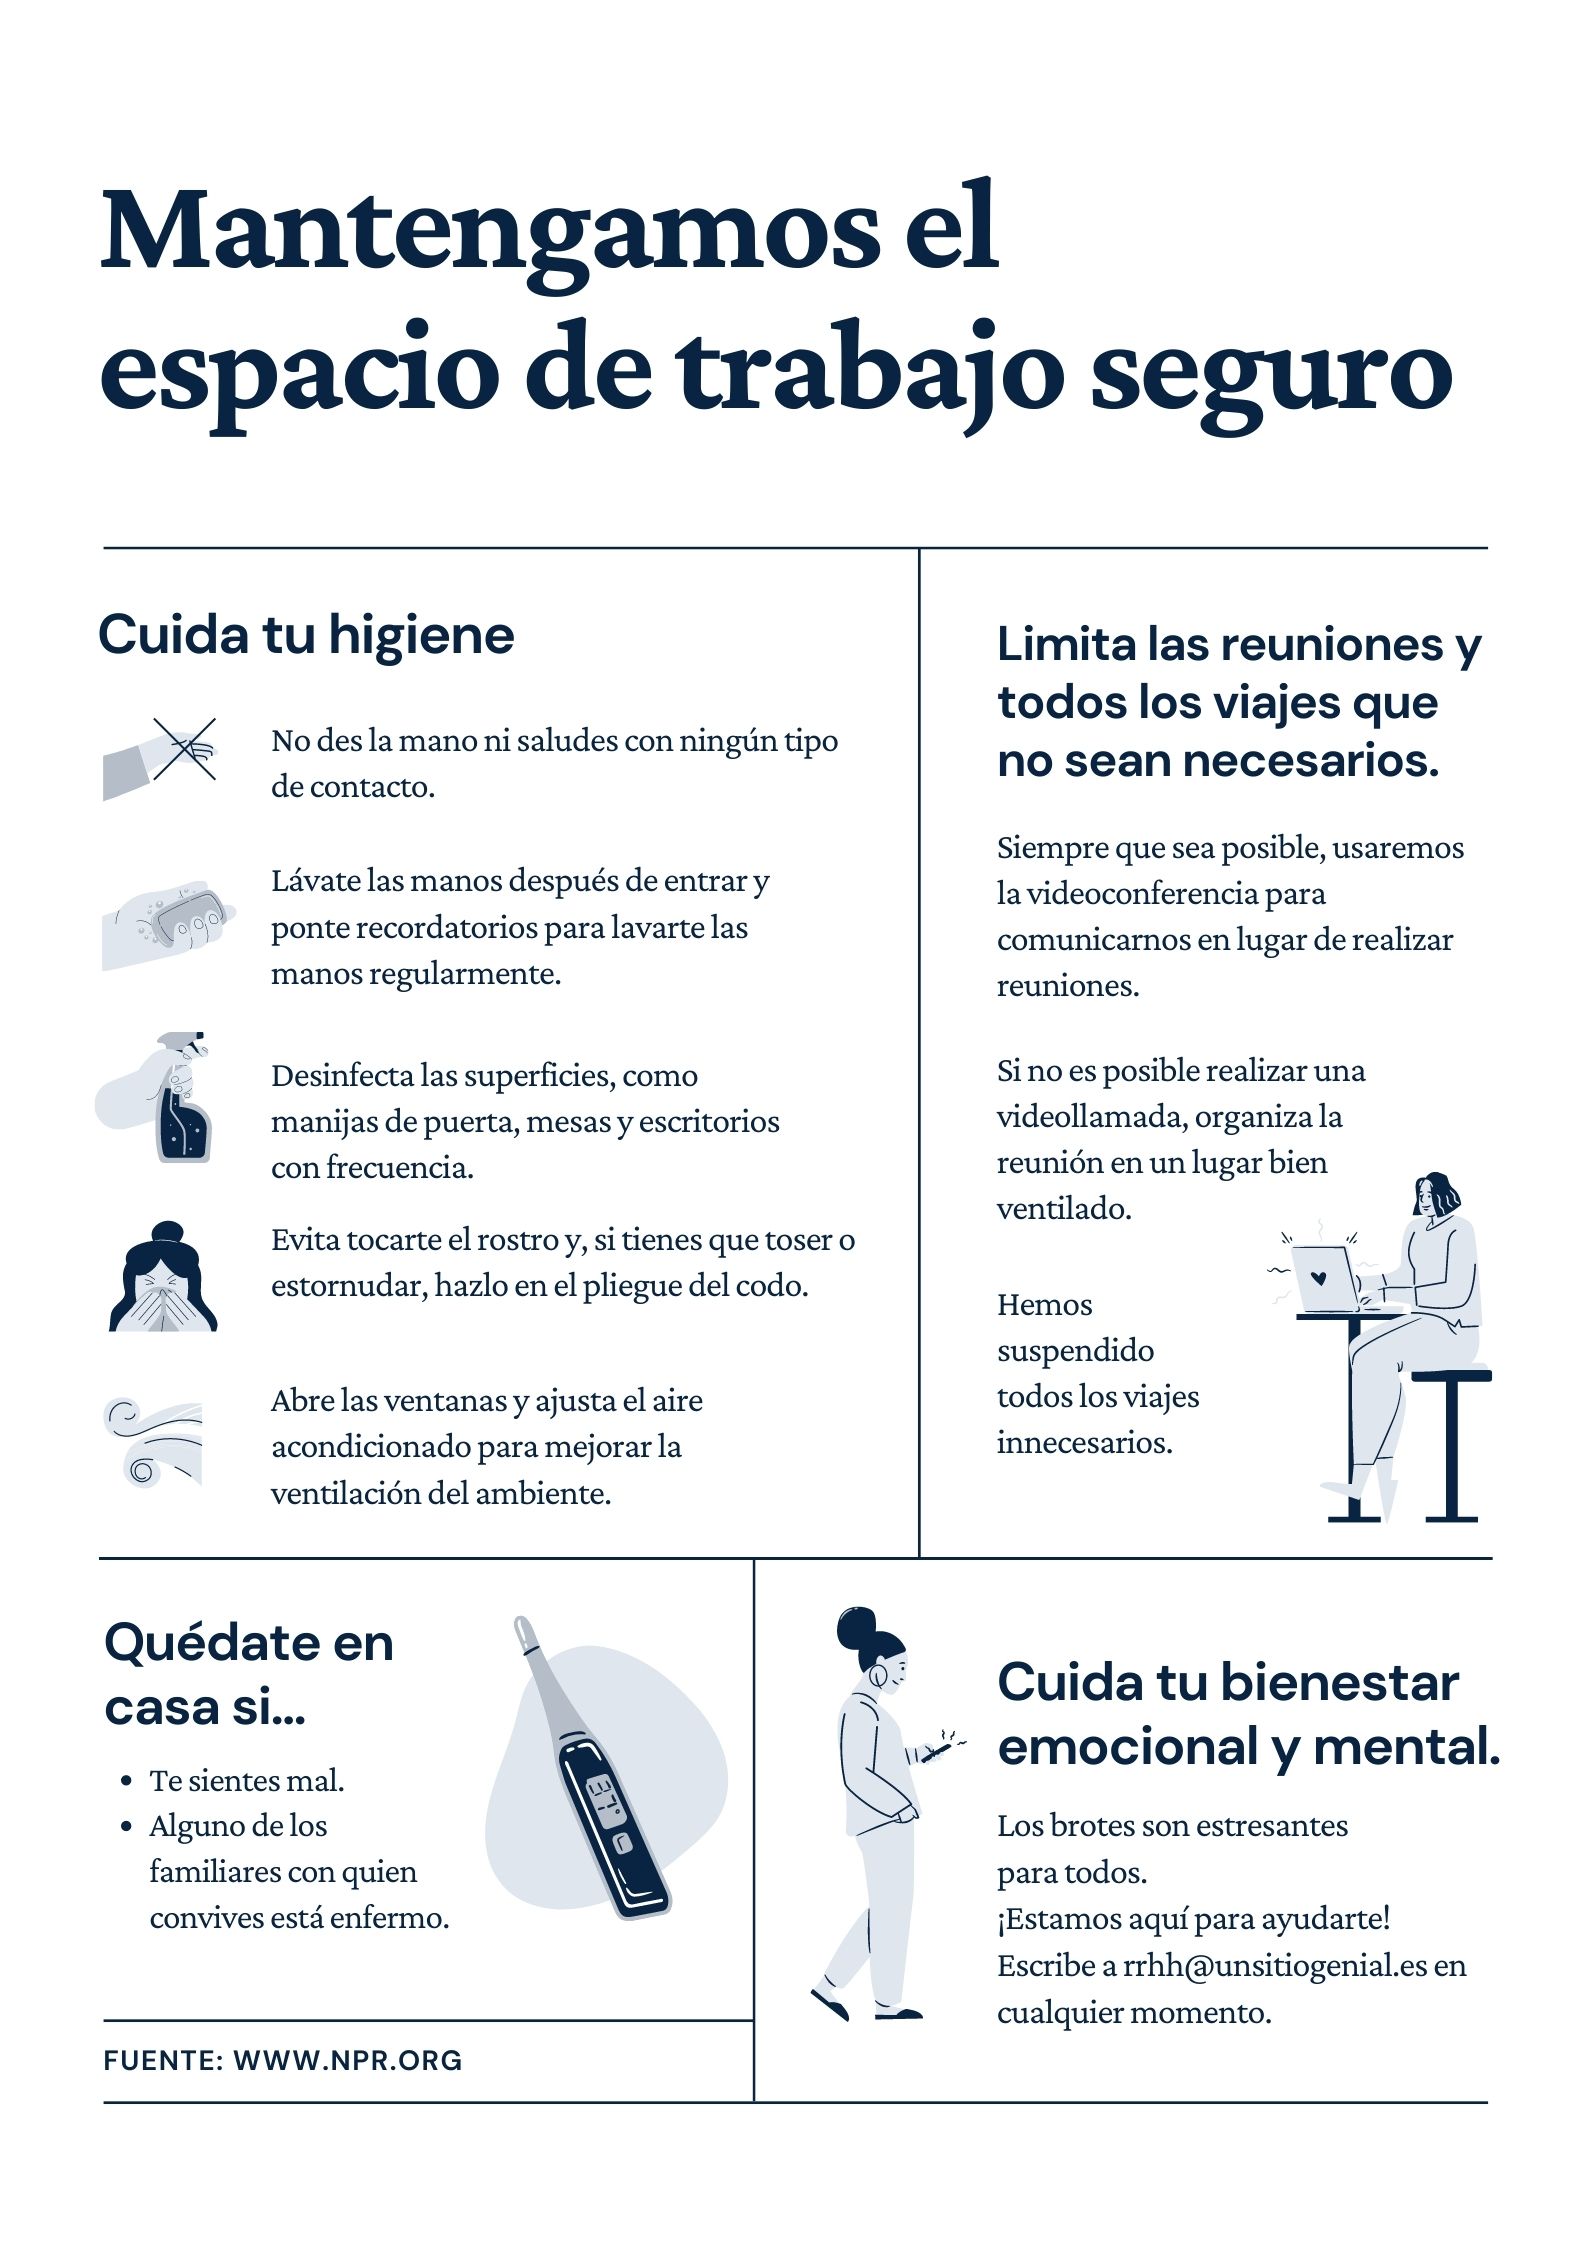 Mantengamos el
espacio de trabajo seguro
Cuida tu higiene
No des la mano ni saludes con ningún tipo
de contacto.
Lávate las manos después de entrar y
ponte recordatorios para lavarte las
manos regularmente.
Desinfecta las superficies, como
manijas de puerta, mesas y escritorios
con frecuencia.
Evita tocarte el rostro y, si tienes que toser o
estornudar, hazlo en el pliegue del codo.
Abre las ventanas y ajusta el aire
acondicionado para mejorar la
ventilación del ambiente.
Limita las reuniones y
todos los viajes que
no sean necesarios.
Siempre que sea posible, usaremos
la videoconferencia para
comunicarnos en lugar de realizar
reuniones.
Si no es posible realizar una
videollamada, organiza la
reunión en un lugar bien
ventilado.
Hemos
suspendido
todos los viajes
innecesarios.
Quédate en
casa si...
• Te sientes mal.
• Alguno de los
familiares con quien
convives está enfermo.
FUENTE: WWW.NPR.ORG
Cuida tu bienestar
emocional y mental.
Los brotes son estresantes
para todos.
¡Estamos aquí para ayudarte!
Escribe a rrhh@unsitiogenial.es en
cualquier momento.